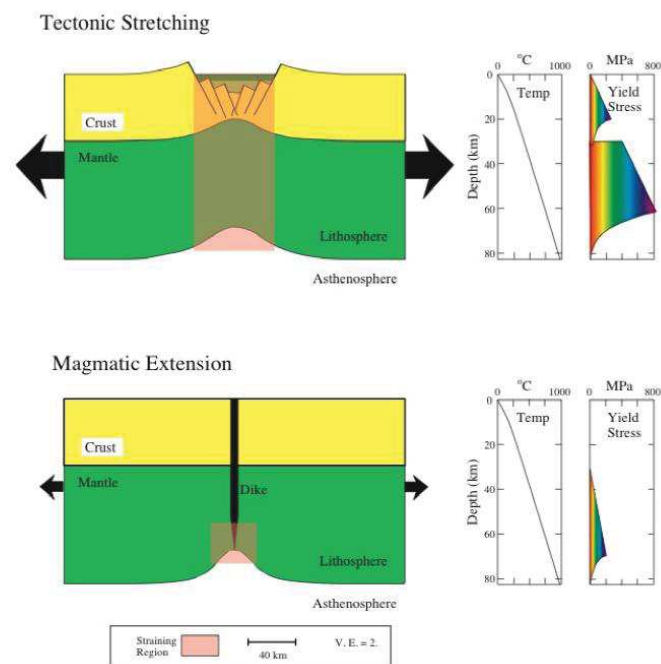 Tectonic Stretching
°C
MPa
0
1000
0
800
0
Temp
Yield
Stress
Crust
20
Mantle
Depth (km)
40
60
Lithosphere
80
Asthenosphere
Magmatic Extension
°C
MPa
0
1000
0
800
0
Temp
Yield
Stress
Crust
20
Mantle
Dike
Depth (km)
40
60
Lithosphere
80
Asthenosphere
Straining
Region
40 km
V. E. = 2.